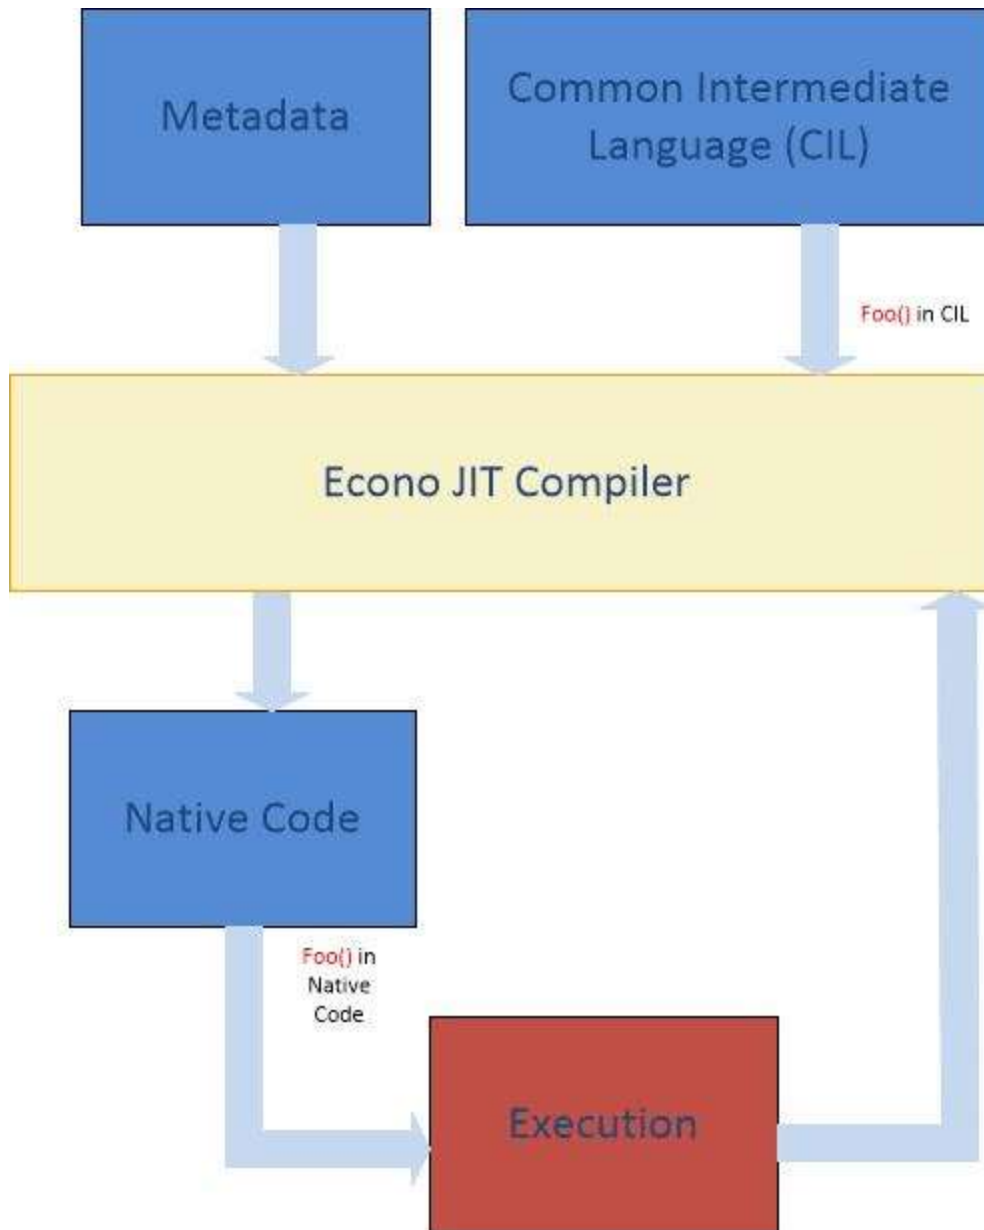 Metadata
Common Intermediate
Language (CIL)
Foo() in CIL
Econo JIT Compiler
Native Code
Foo() in
Native
Code
Execution